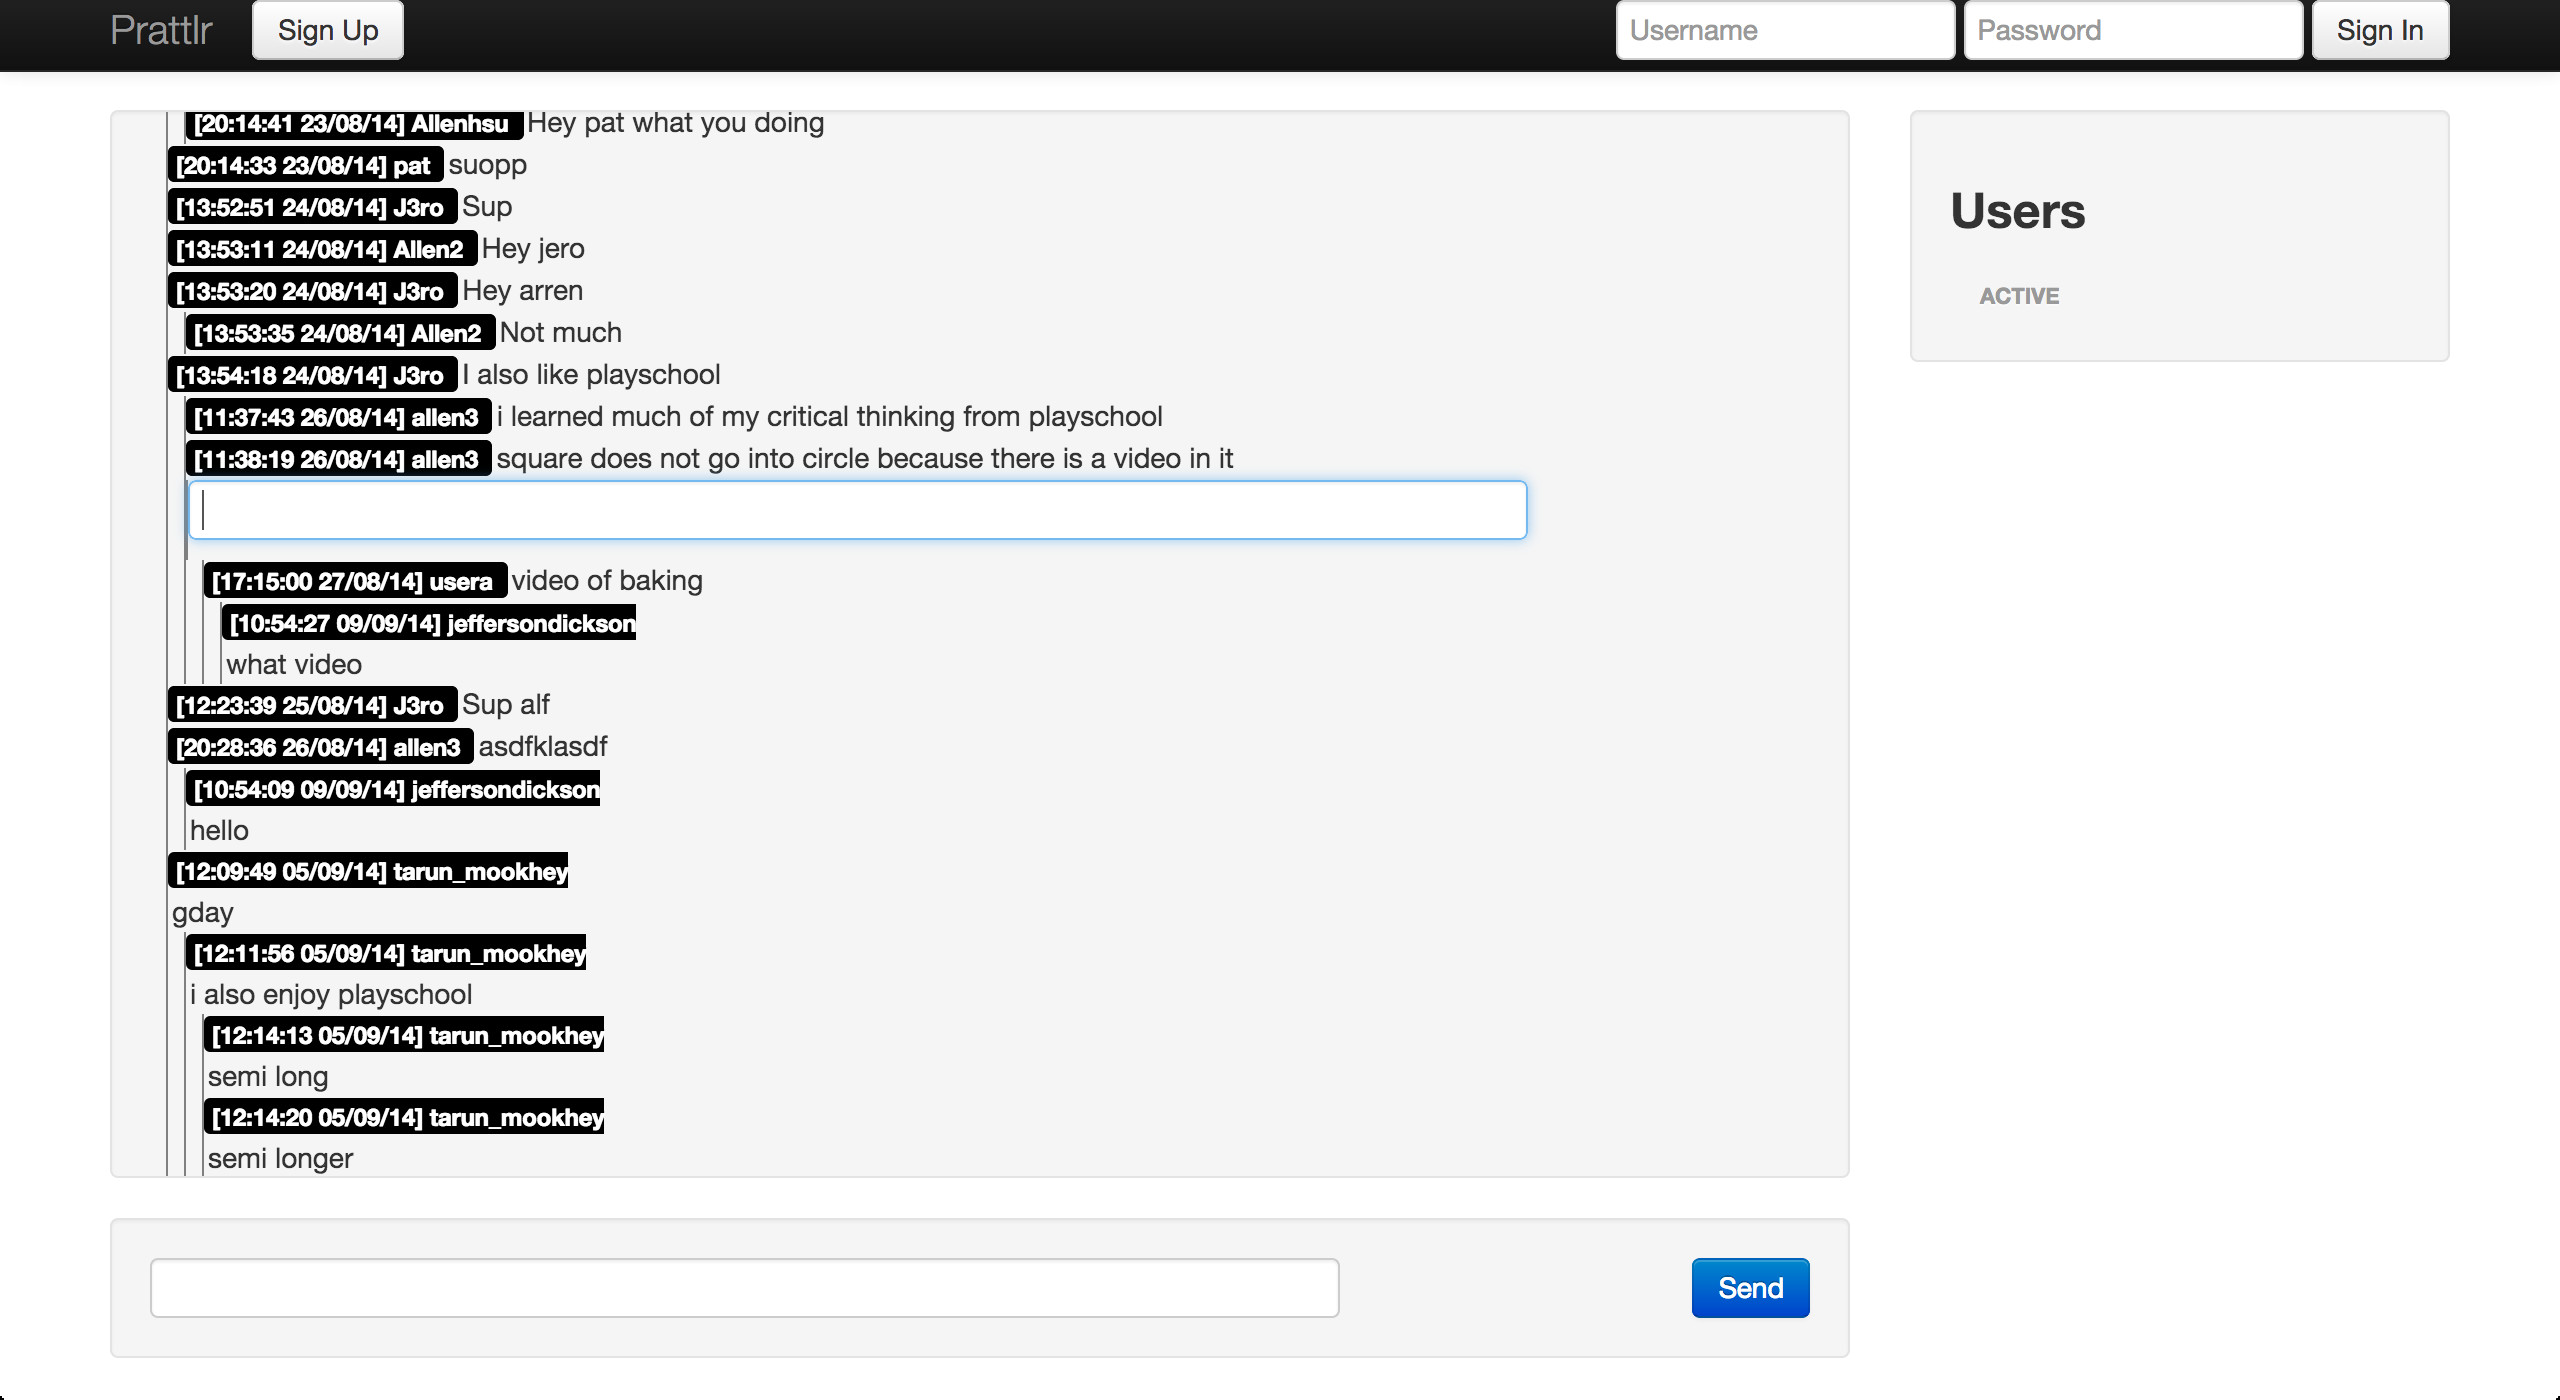 Prattlr Sign Up Username Password Sign In
[20:14:41 23/08/14] Allenhsu Hey pat what you doing
[20:14:33 23/08/14] pat suopp
[13:52:51 24/08/14] J3ro Sup
[13:53:11 24/08/14] Allen2 Hey jero
[13:53:20 24/08/14] J3ro Hey arren
[13:53:35 24/08/14] Allen2 Not much
[13:54:18 24/08/14] J3ro I also like playschool
[11:37:43 26/08/14] allen3 i learned much of my critical thinking from playschool
[11:38:19 26/08/14] allen3 square does not go into circle because there is a video in it
[17:15:00 27/08/14] usera video of baking
[10:54:27 09/09/14] jeffersondickson
what video
[12:23:39 25/08/14] J3ro Sup alf
[20:28:36 26/08/14] allen3 asdfklasdf
[10:54:09 09/09/14] jeffersondickson
hello
[12:09:49 05/09/14] tarun_mookhey
gday
[12:11:56 05/09/14] tarun_mookhey
i also enjoy playschool
[12:14:13 05/09/14] tarun_mookhey
semi long
[12:14:20 05/09/14] tarun_mookhey
semi longer
Send
Users
ACTIVE